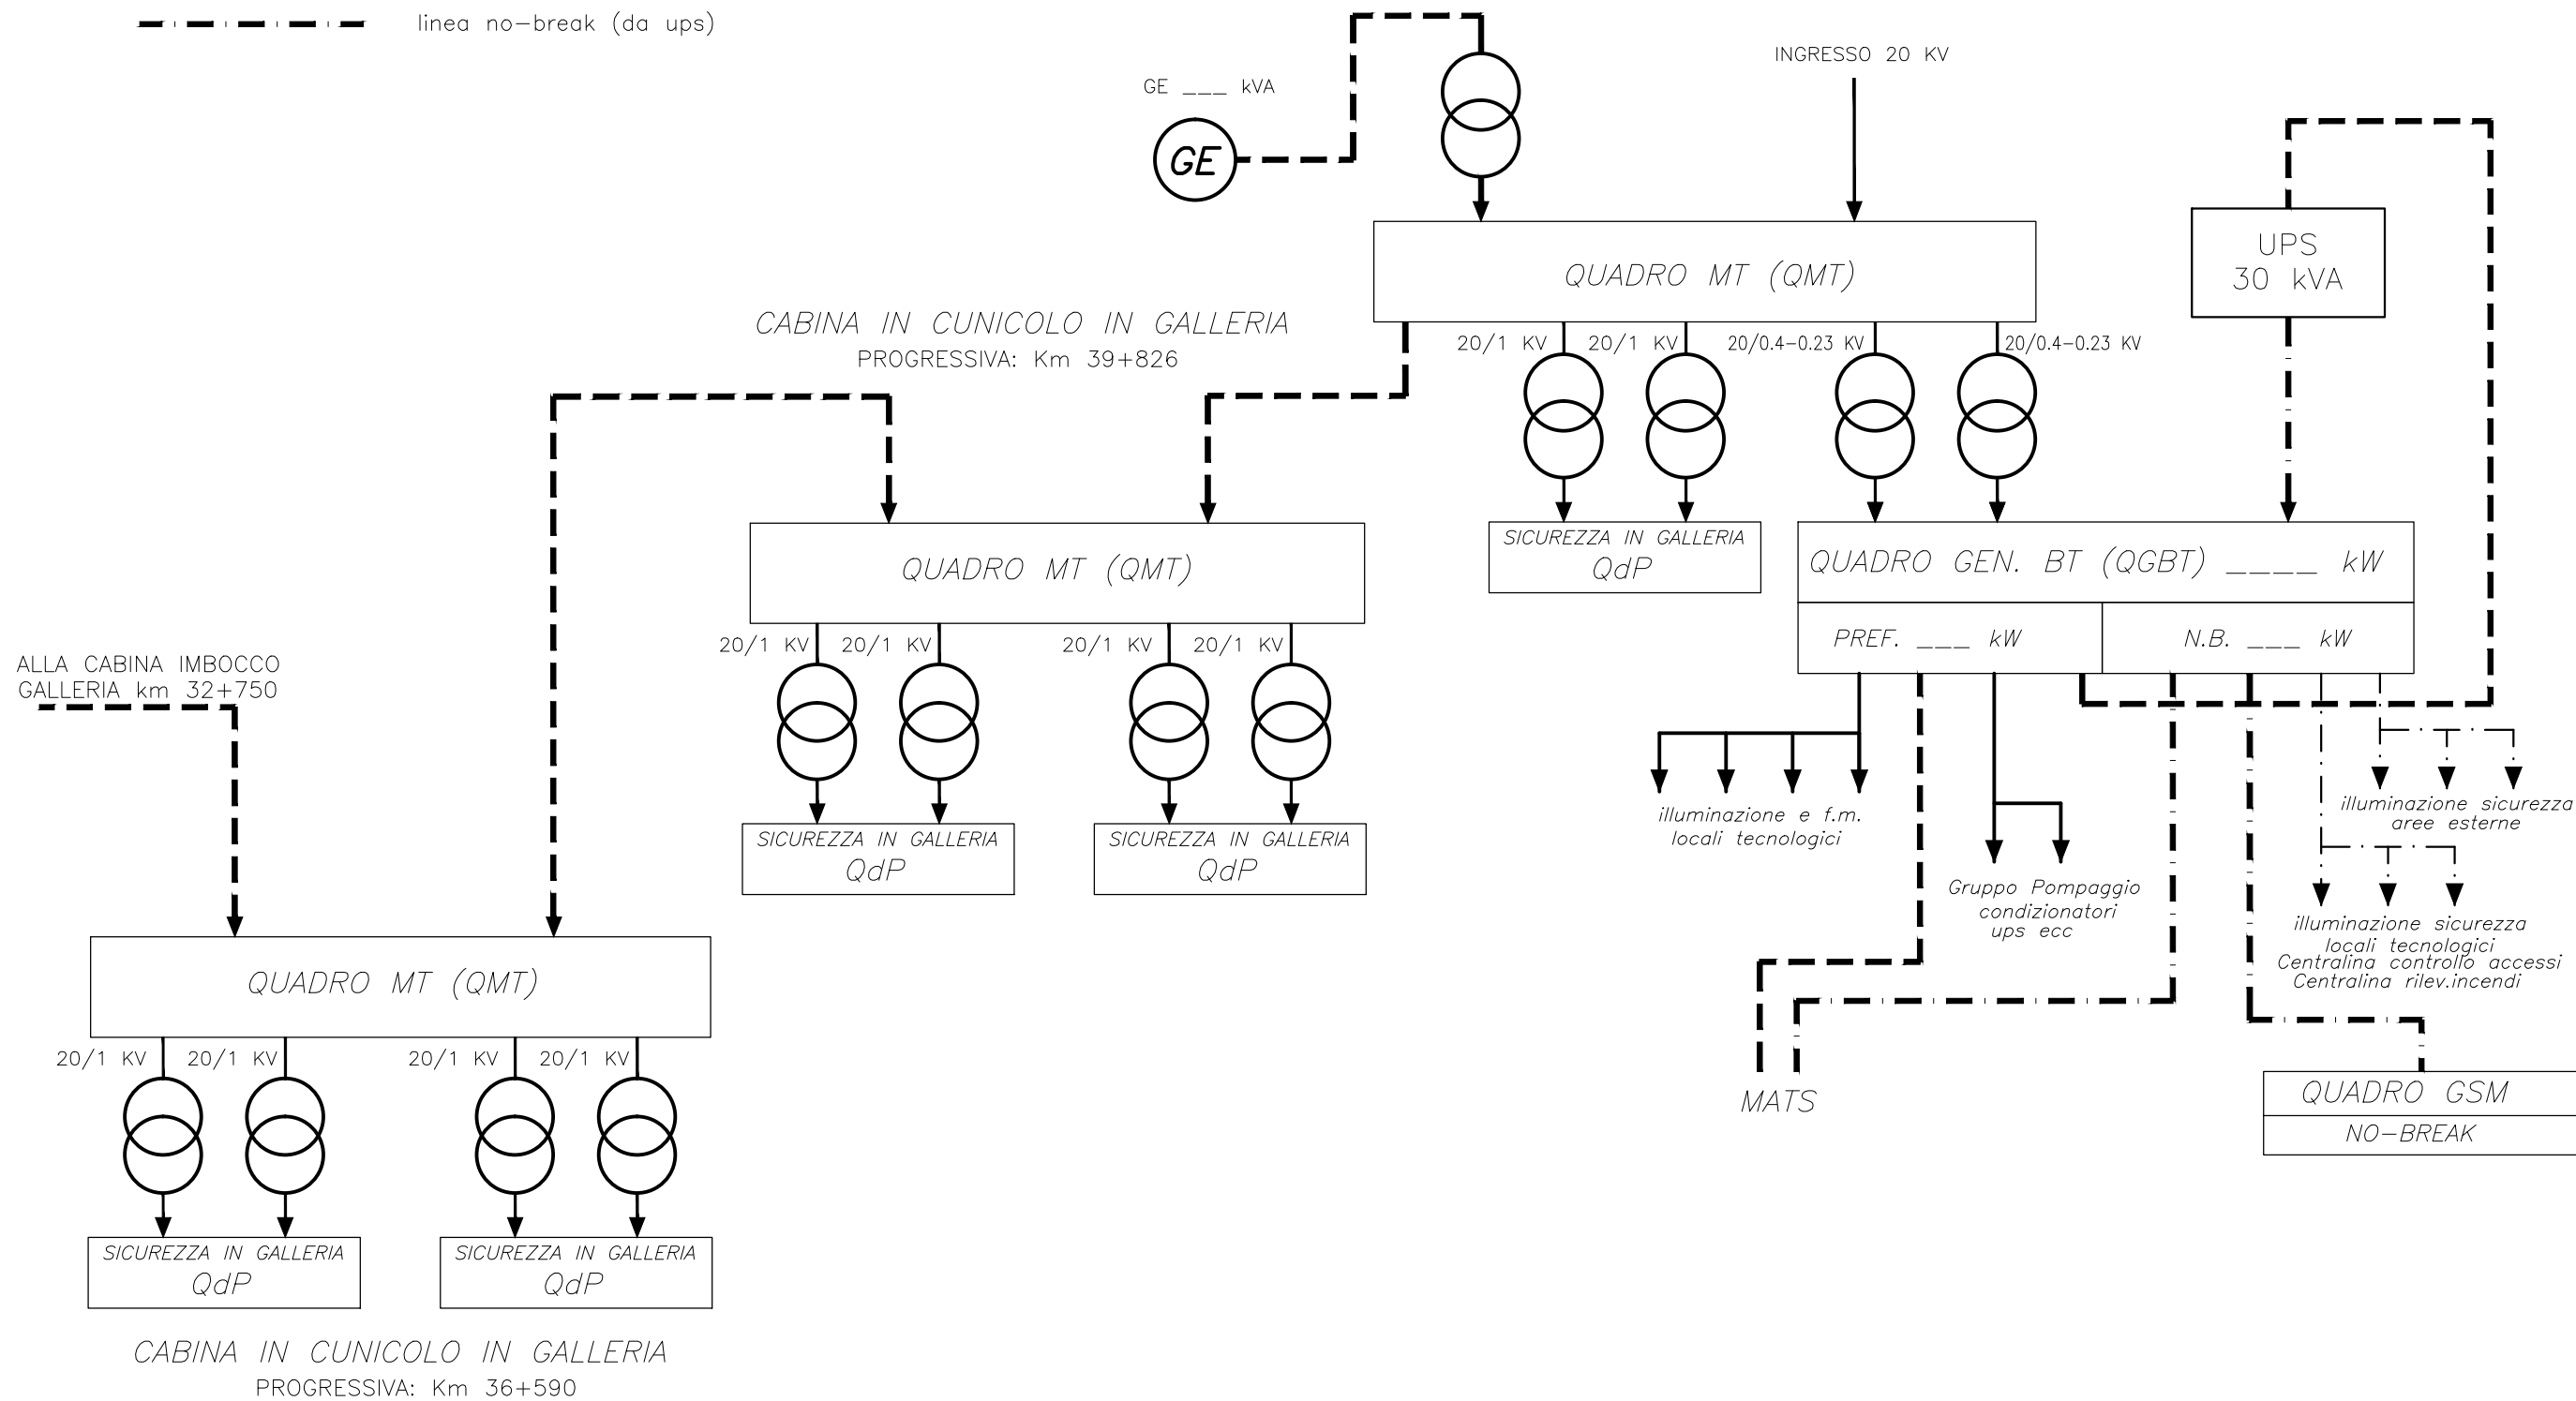 linea no-break (da ups)
INGRESSO 20 KV
GE ___ kVA
GE
UPS
30 kVA
QUADRO MT (QMT)
CABINA IN CUNICOLO IN GALLERIA
PROGRESSIVA: Km 39+826
20/1 KV
20/1 KV
20/0.4-0.23 KV
20/0.4-0.23 KV
SICUREZZA IN GALLERIA
QdP
QUADRO GEN. BT (QGBT) ____ kW
PREF. ___ kW
N.B. ___ kW
QUADRO MT (QMT)
20/1 KV
20/1 KV
20/1 KV
20/1 KV
SICUREZZA IN GALLERIA
QdP
SICUREZZA IN GALLERIA
QdP
illuminazione e f.m.
locali tecnologici
Gruppo Pompaggio
condizionatori
ups ecc
illuminazione sicurezza
aree esterne
illuminazione sicurezza
locali tecnologici
Centralina controllo accessi
Centralina rilev.incendi
MATS
QUADRO GSM
NO-BREAK
ALLA CABINA IMBOCCO
GALLERIA km 32+750
QUADRO MT (QMT)
20/1 KV
20/1 KV
20/1 KV
20/1 KV
SICUREZZA IN GALLERIA
QdP
SICUREZZA IN GALLERIA
QdP
CABINA IN CUNICOLO IN GALLERIA
PROGRESSIVA: Km 36+590